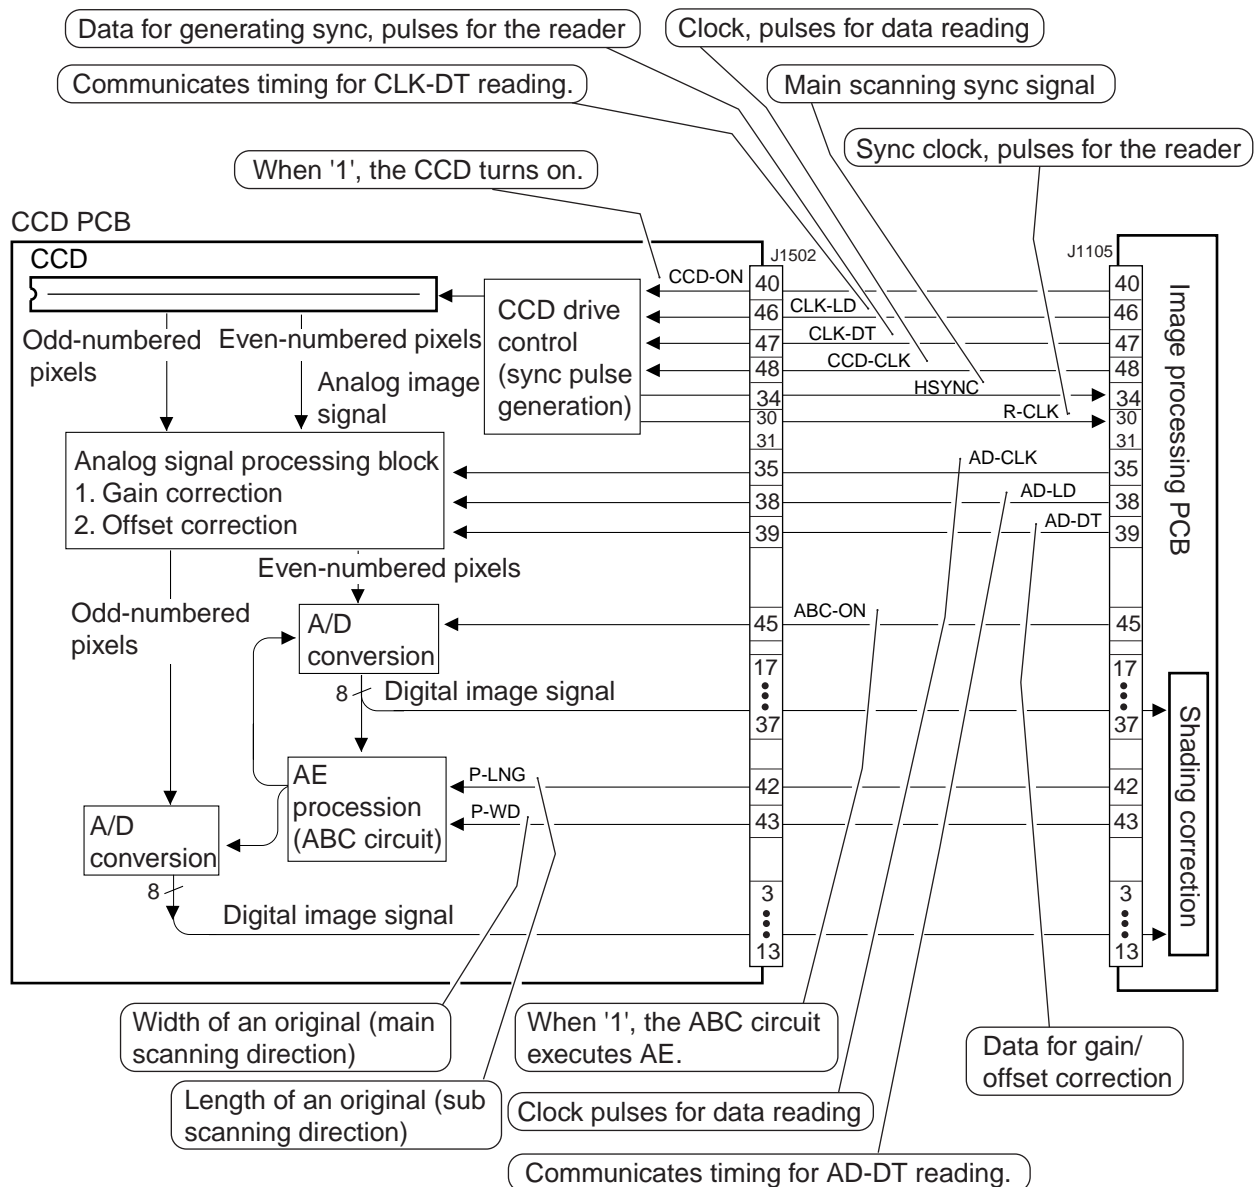 Data for generating sync, pulses for the reader
Clock, pulses for data reading
Communicates timing for CLK-DT reading.
Main scanning sync signal
Sync clock, pulses for the reader
When '1', the CCD turns on.
CCD PCB
CCD
J1502
J1105
CCD-ON
40
40
CCD drive
control
(sync pulse
generation)
CLK-LD
46
46
CLK-DT
47
47
CCD-CLK
48
48
HSYNC
34
34
R-CLK
30
30
31
31
Image processing PCB
Odd-numbered
pixels
Even-numbered pixels
Analog image
signal
Analog signal processing block
1. Gain correction
2. Offset correction
AD-CLK
35
35
AD-LD
38
38
AD-DT
39
39
Even-numbered pixels
Odd-numbered
pixels
A/D
conversion
ABC-ON
45
45
8
Digital image signal
17
37
17
37
Shading correction
AE
procession
(ABC circuit)
P-LNG
42
42
P-WD
43
43
A/D
conversion
8
Digital image signal
3
13
3
13
Width of an original (main
scanning direction)
When '1', the ABC circuit
executes AE.
Data for gain/
offset correction
Length of an original (sub
scanning direction)
Clock pulses for data reading
Communicates timing for AD-DT reading.